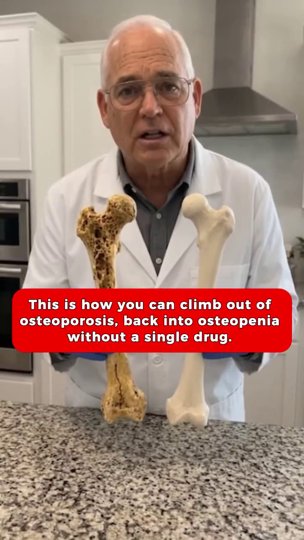 This is how you can climb out of
osteoporosis, back into osteopenia
without a single drug.